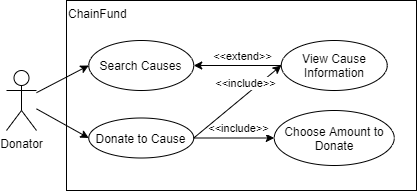 ChainFund
<<extend>>
Search Causes
View Cause
Information
<<include>>
Donator
Donate to Cause
<<include>>
Choose Amount to
Donate